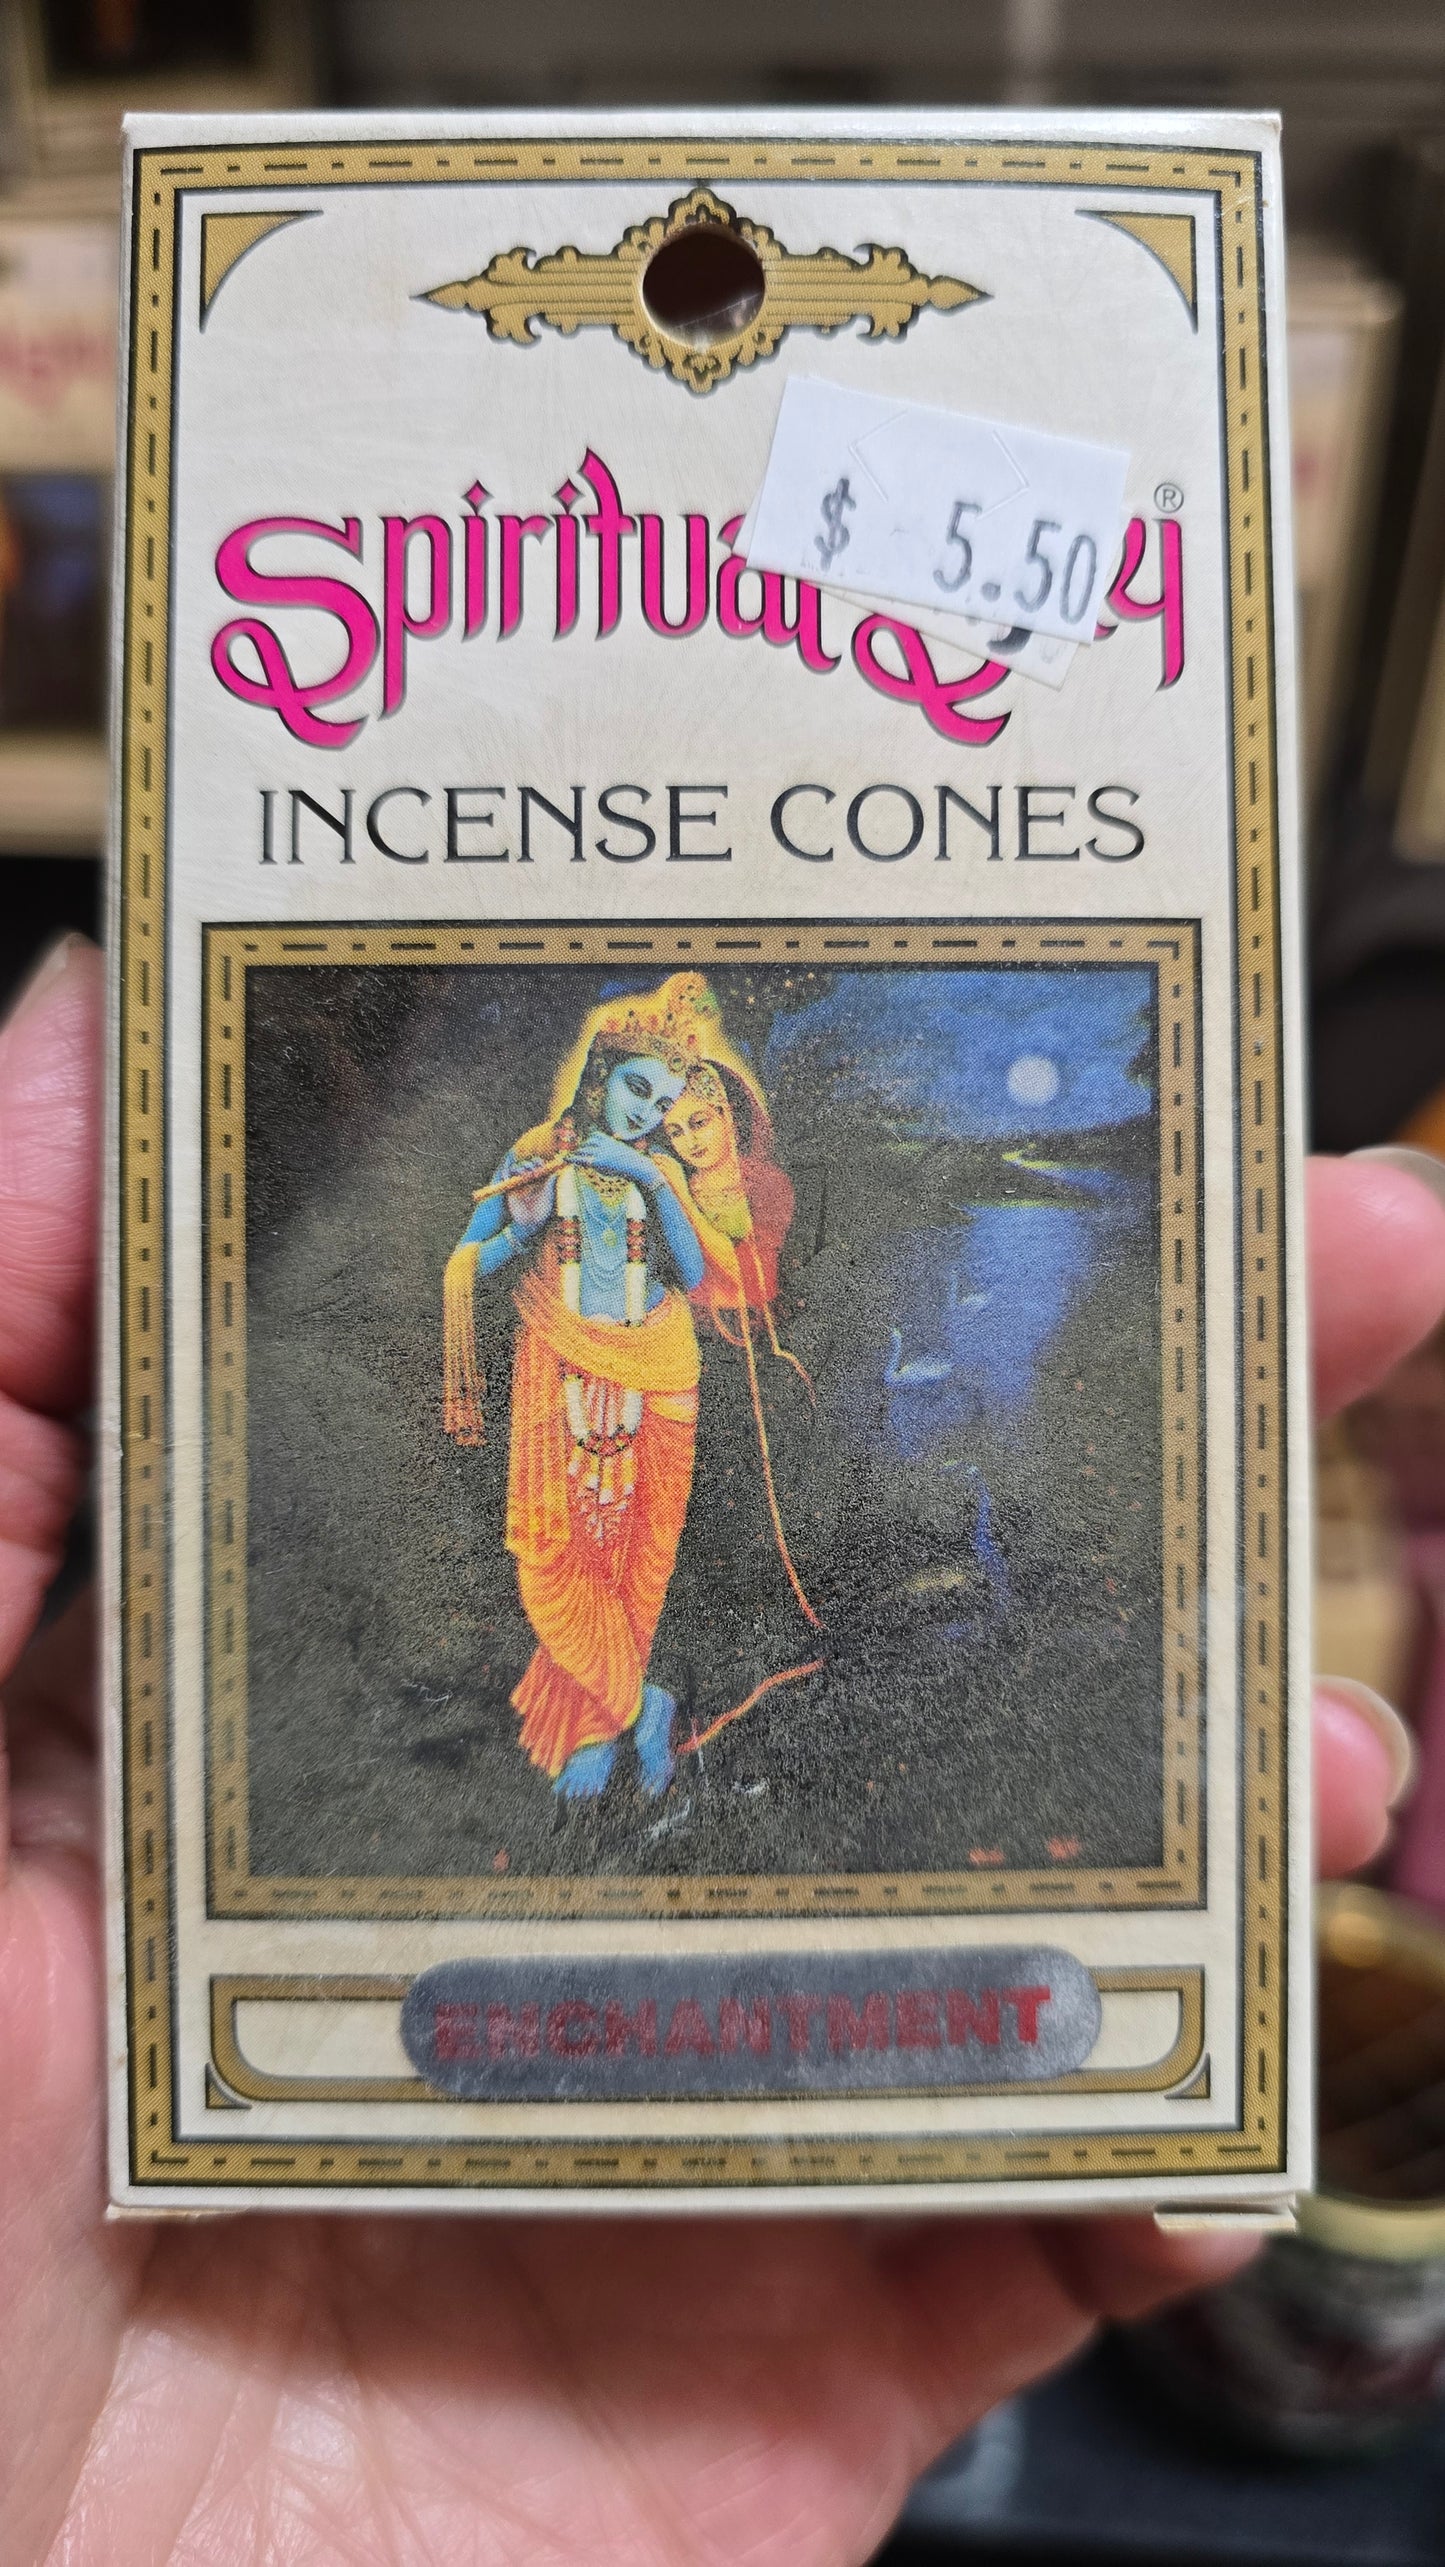 Spiritual
®
$ 5.50
INCENSE CONES
ENCHANTMENT